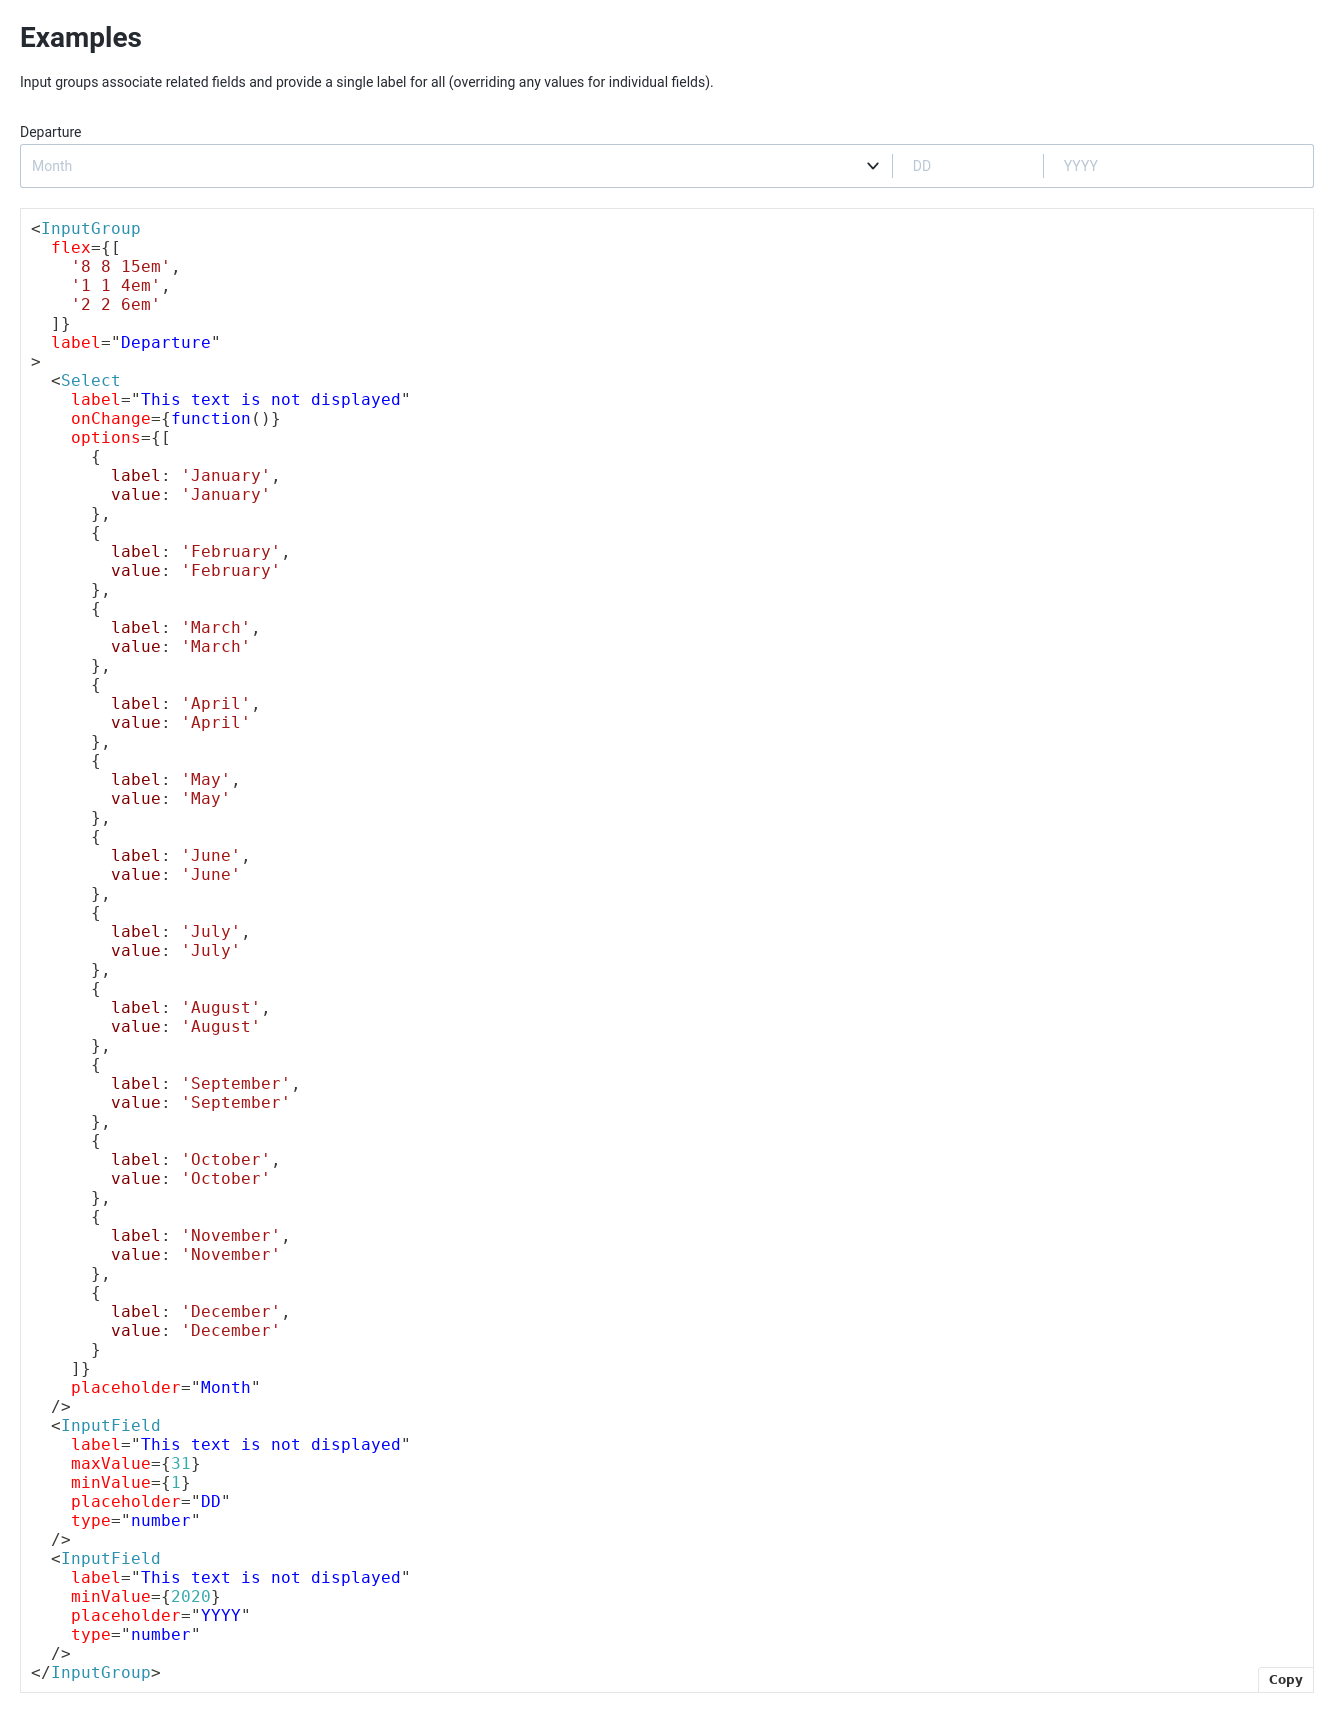 Examples
Input groups associate related fields and provide a single label for all (overriding any values for individual fields).
Departure
Month DD YYYY
<InputGroup
  flex={[
    '8 8 15em',
    '1 1 4em',
    '2 2 6em'
  ]}
  label="Departure"
>
  <Select
    label="This text is not displayed"
    onChange={function()}
    options={[
      {
        label: 'January',
        value: 'January'
      },
      {
        label: 'February',
        value: 'February'
      },
      {
        label: 'March',
        value: 'March'
      },
      {
        label: 'April',
        value: 'April'
      },
      {
        label: 'May',
        value: 'May'
      },
      {
        label: 'June',
        value: 'June'
      },
      {
        label: 'July',
        value: 'July'
      },
      {
        label: 'August',
        value: 'August'
      },
      {
        label: 'September',
        value: 'September'
      },
      {
        label: 'October',
        value: 'October'
      },
      {
        label: 'November',
        value: 'November'
      },
      {
        label: 'December',
        value: 'December'
      }
    ]}
    placeholder="Month"
  />
  <InputField
    label="This text is not displayed"
    maxValue={31}
    minValue={1}
    placeholder="DD"
    type="number"
  />
  <InputField
    label="This text is not displayed"
    minValue={2020}
    placeholder="YYYY"
    type="number"
  />
</InputGroup>
Copy